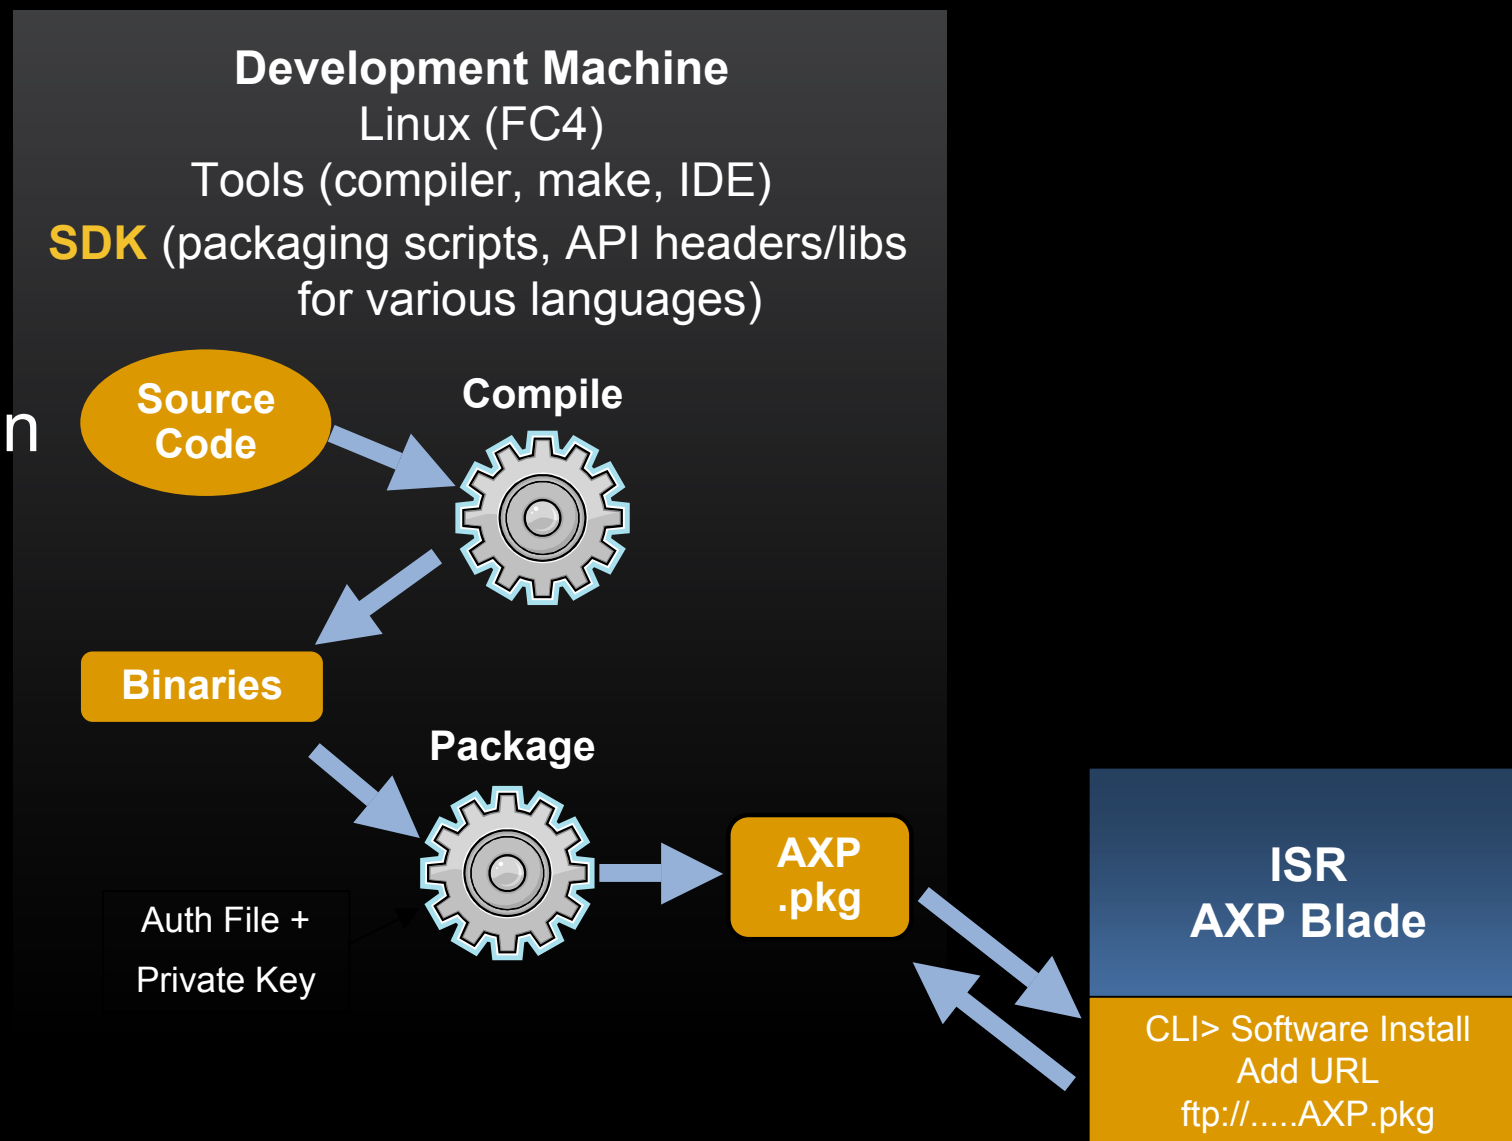 Development Machine
Linux (FC4)
Tools (compiler, make, IDE)
SDK (packaging scripts, API headers/libs
for various languages)
n
Source
Code
Compile
Binaries
Package
Auth File +
Private Key
AXP
.pkg
ISR
AXP Blade
CLI> Software Install
Add URL
ftp://.....AXP.pkg